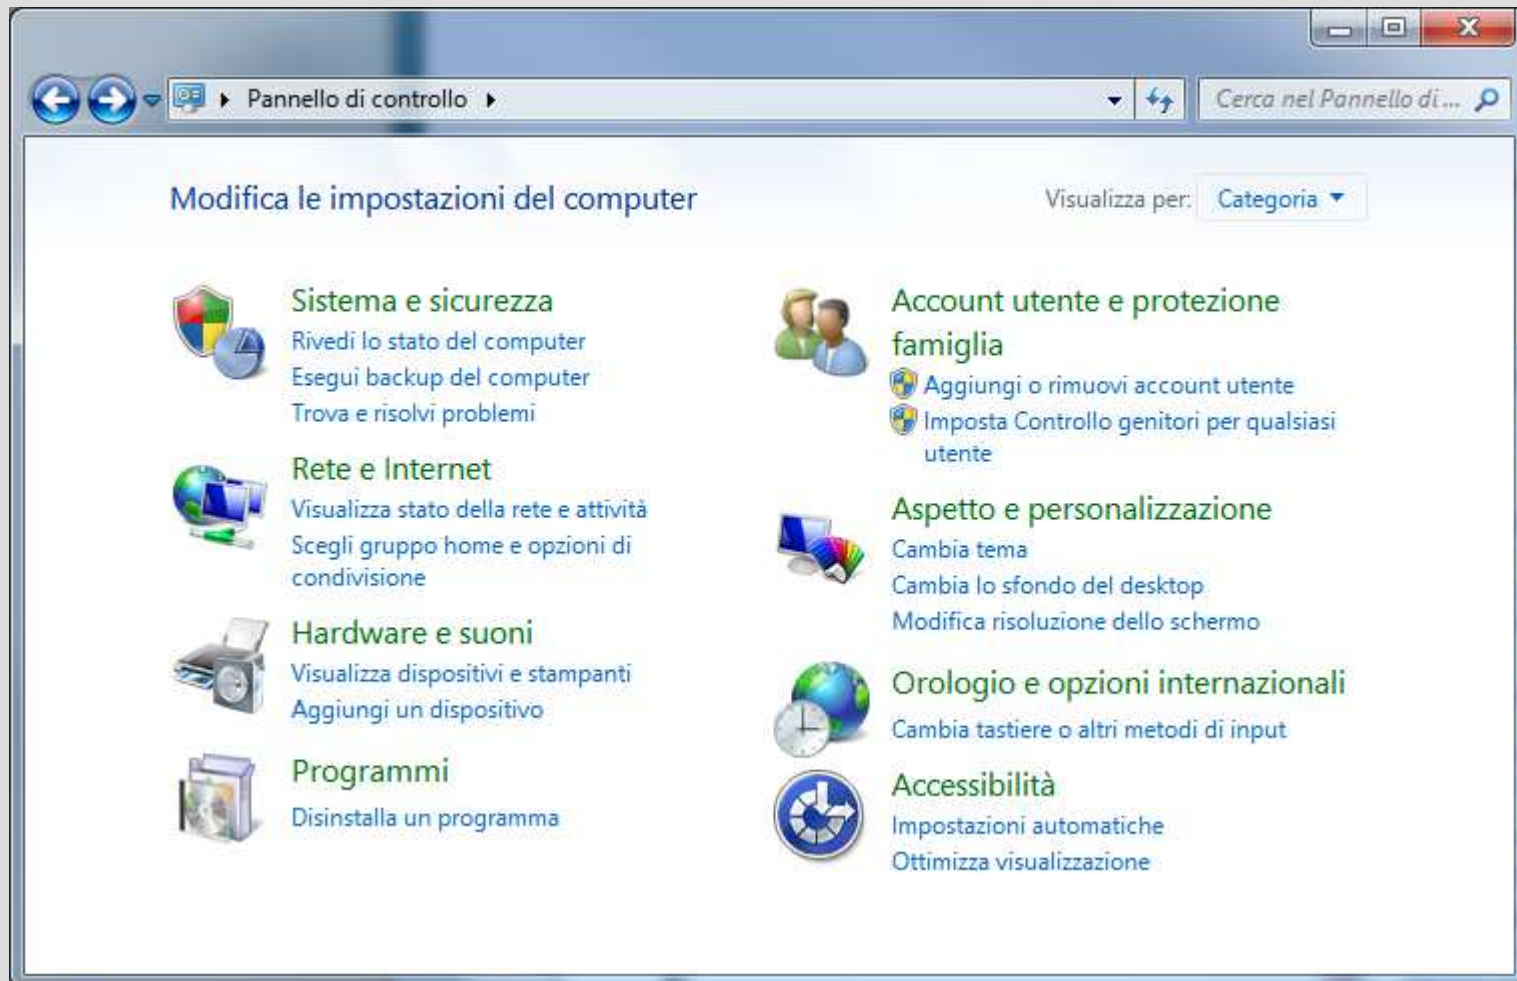 Pannello di controllo
Cerca nel Pannello di ...
Modifica le impostazioni del computer
Visualizza per: Categoria
Sistema e sicurezza
Rivedi lo stato del computer
Esegui backup del computer
Trova e risolvi problemi
Rete e Internet
Visualizza stato della rete e attività
Scegli gruppo home e opzioni di
condivisione
Hardware e suoni
Visualizza dispositivi e stampanti
Aggiungi un dispositivo
Programmi
Disinstalla un programma
Account utente e protezione
famiglia
Aggiungi o rimuovi account utente
Imposta Controllo genitori per qualsiasi
utente
Aspetto e personalizzazione
Cambia tema
Cambia lo sfondo del desktop
Modifica risoluzione dello schermo
Orologio e opzioni internazionali
Cambia tastiere o altri metodi di input
Accessibilità
Impostazioni automatiche
Ottimizza visualizzazione